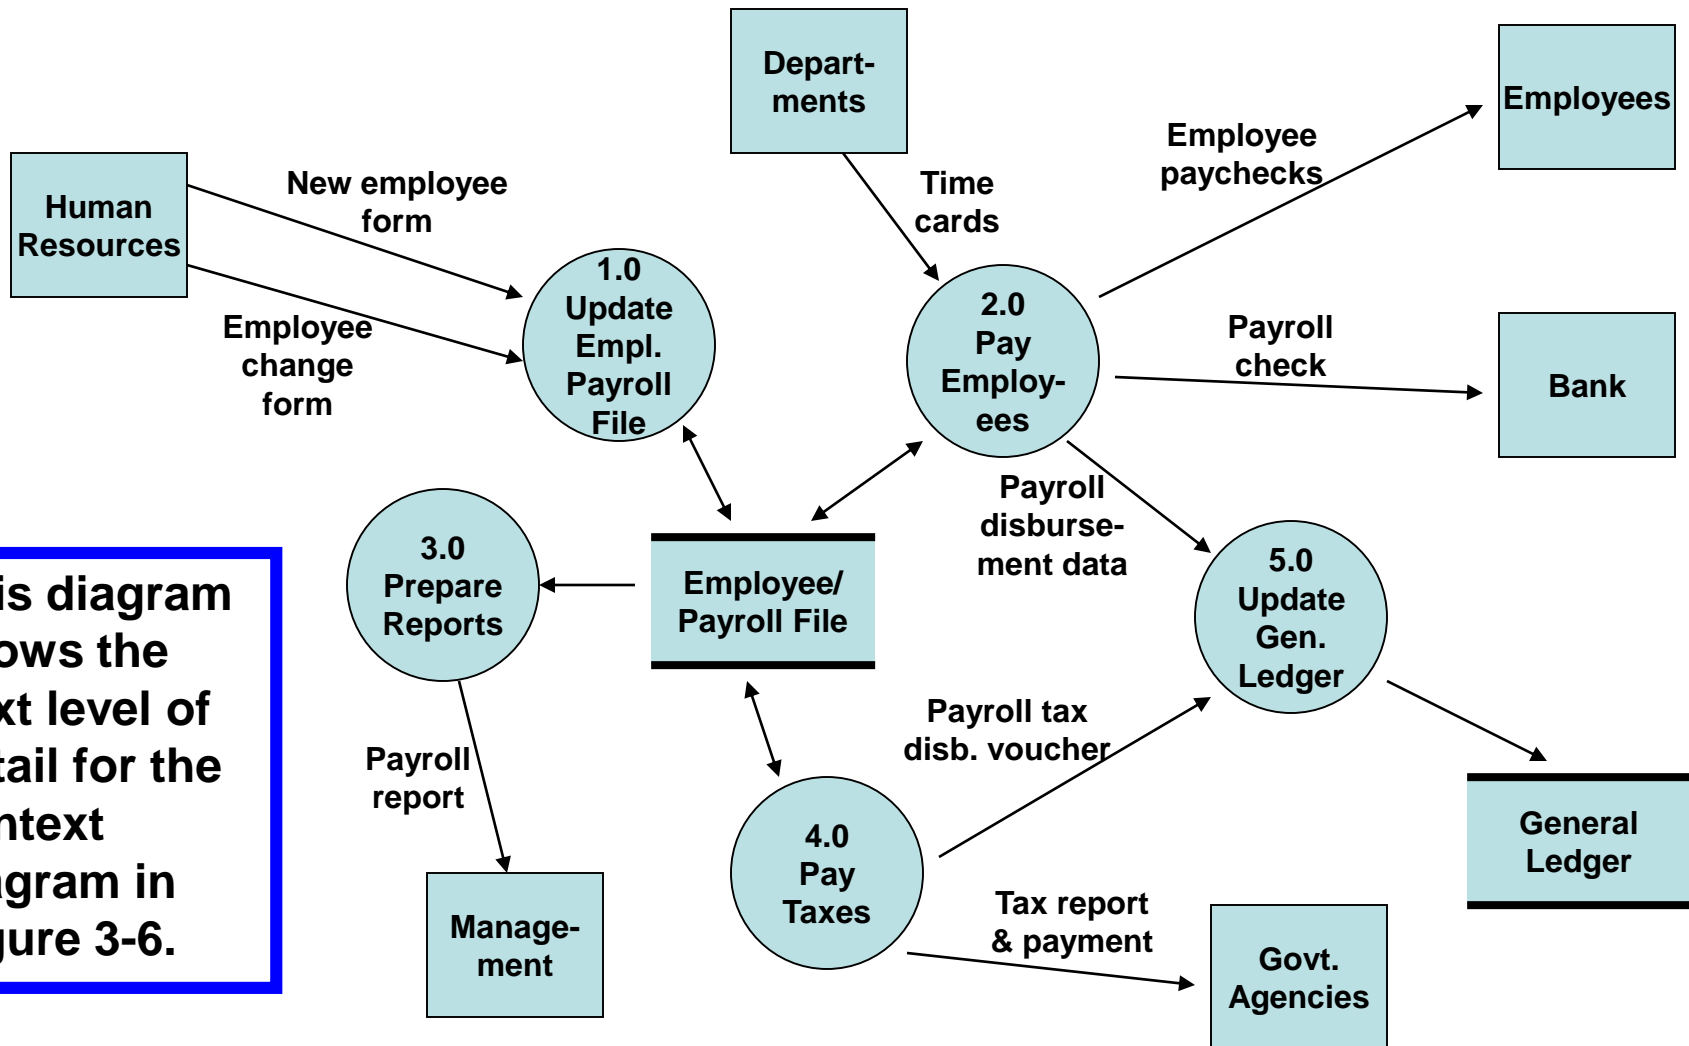 Depart-
ments
Employees
Human
Resources
New employee
form
Time
cards
Employee
paychecks
Employee
change
form
1.0
Update
Empl.
Payroll
File
2.0
Pay
Employ-
ees
Payroll
check
Bank
Payroll
disburse-
ment data
3.0
Prepare
Reports
Employee/
Payroll File
5.0
Update
Gen.
Ledger
is diagram
ows the
xt level of
tail for the
ntext
agram in
gure 3-6.
Payroll
report
Payroll tax
disb. voucher
4.0
Pay
Taxes
General
Ledger
Manage-
ment
Tax report
& payment
Govt.
Agencies